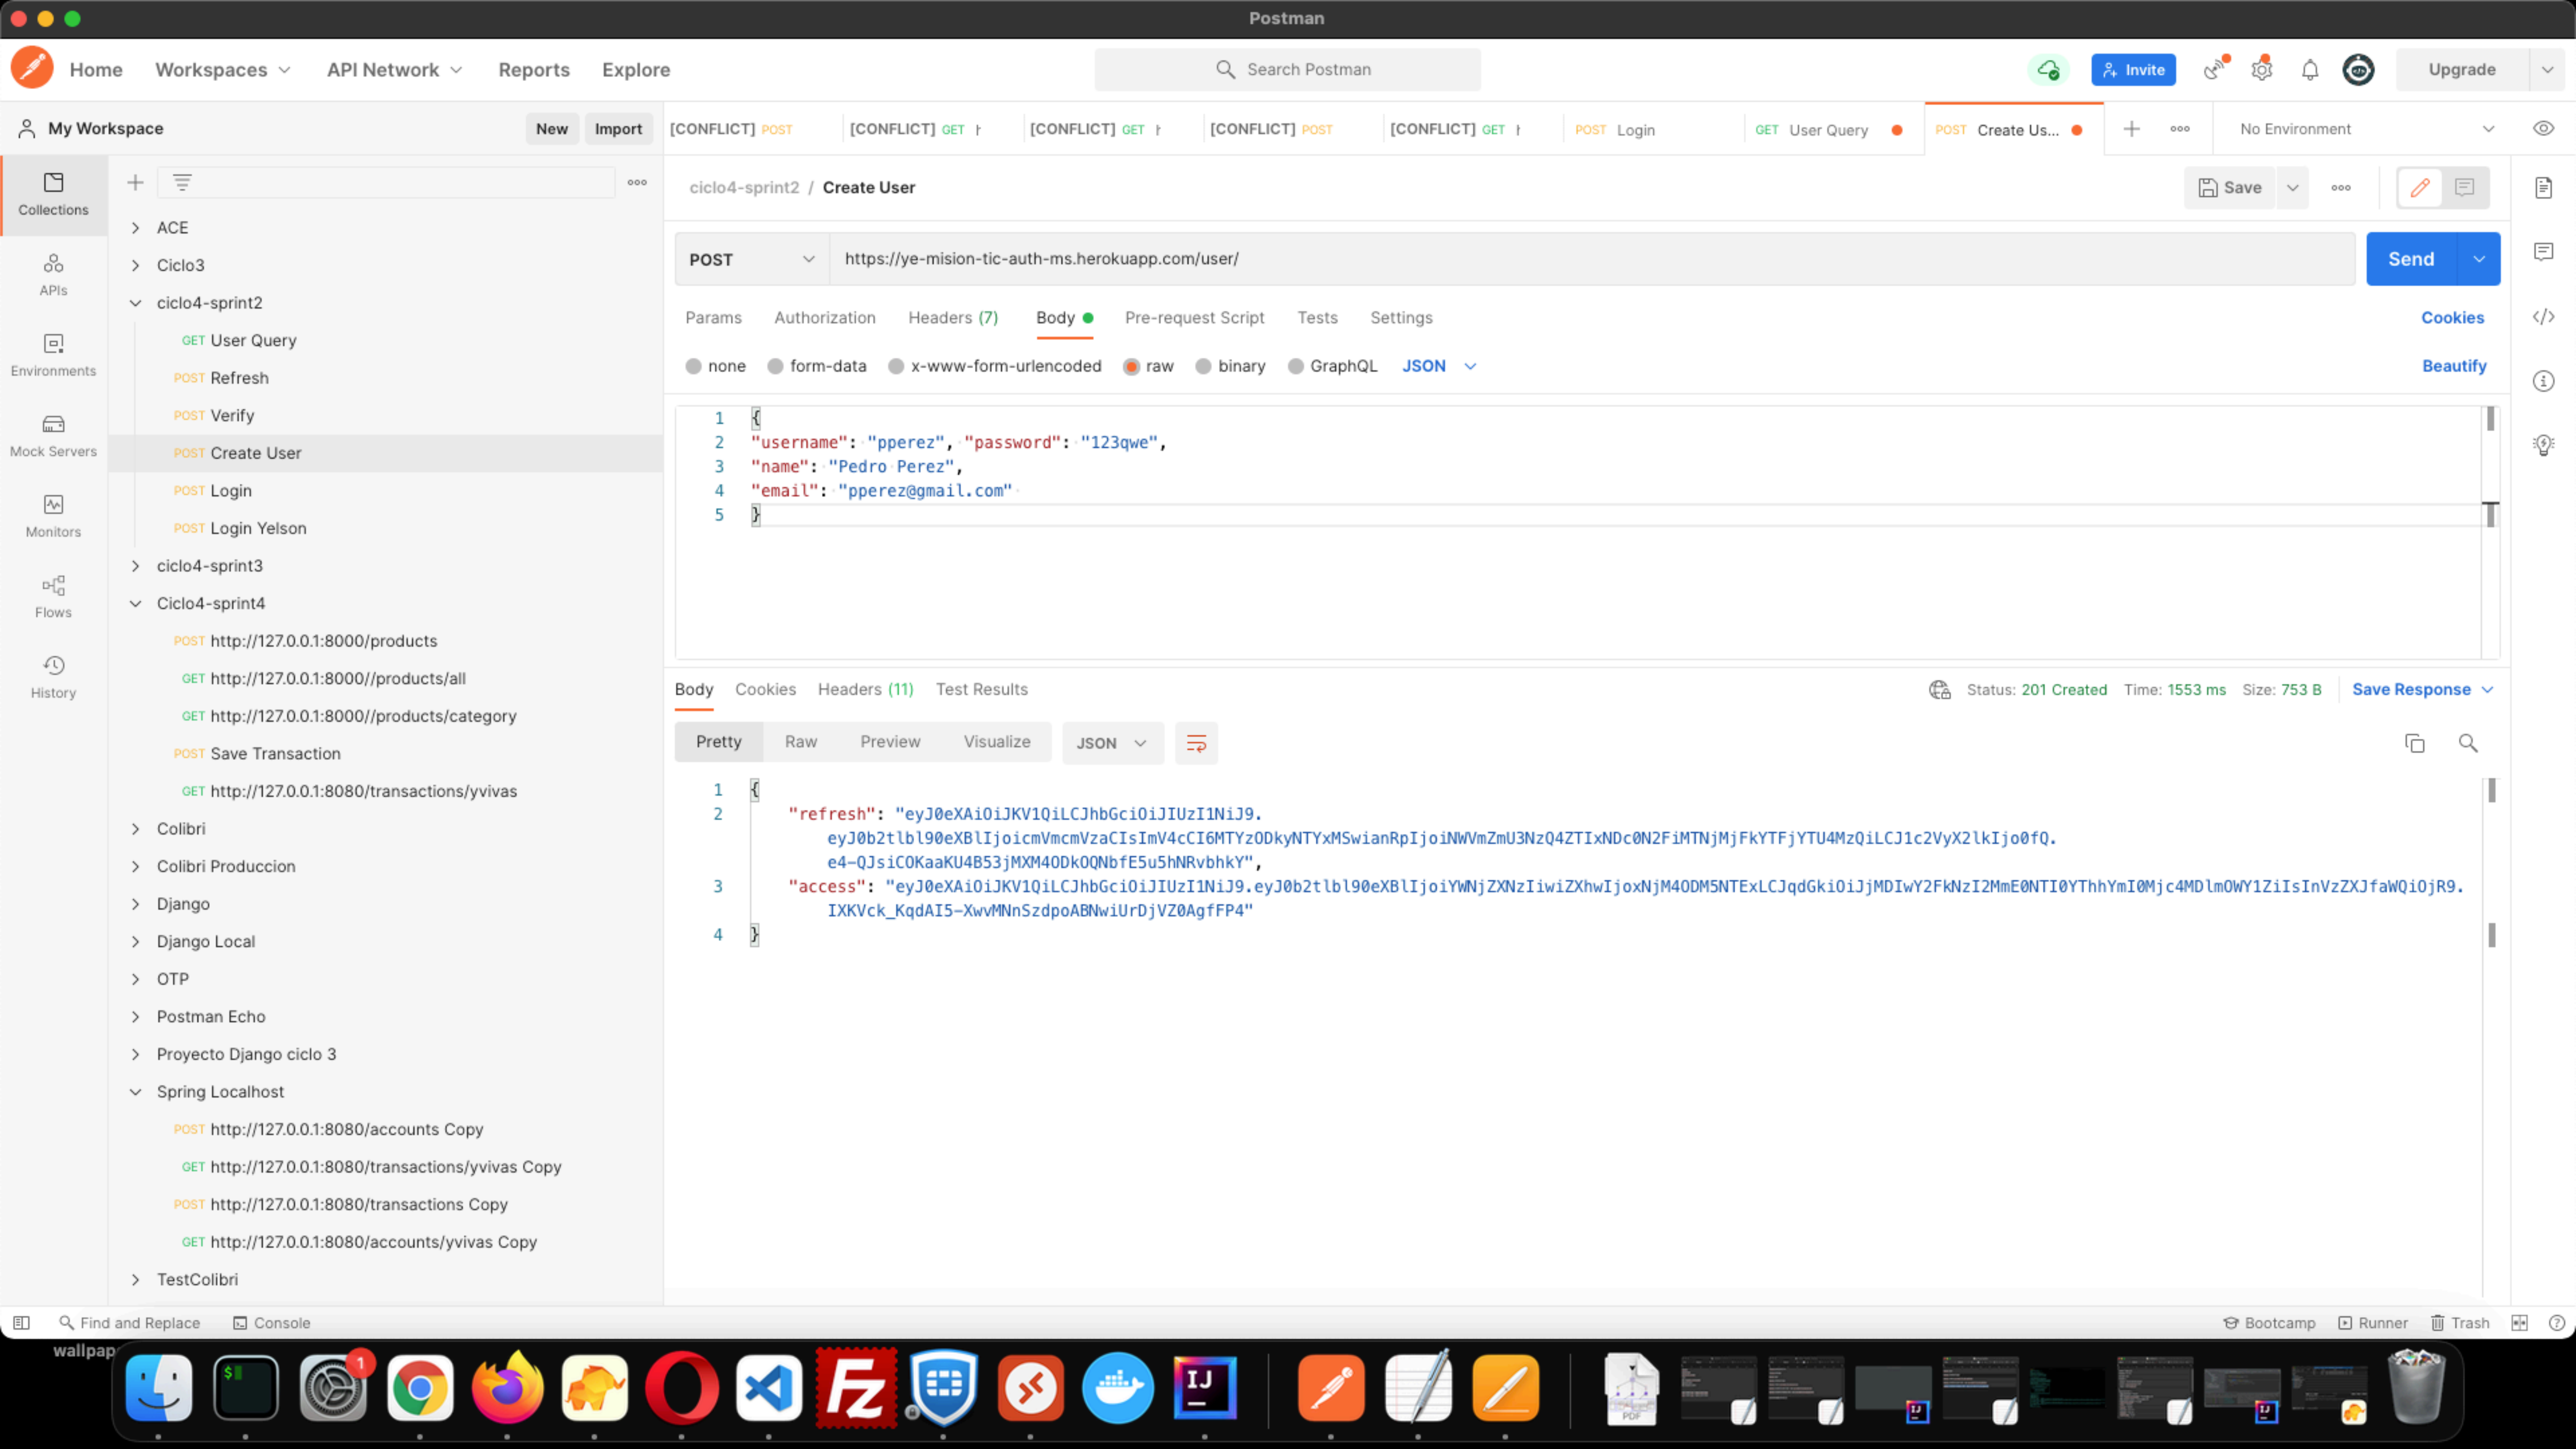 Postman
Home Workspaces API Network Reports Explore
Search Postman
Invite Upgrade
My Workspace New Import
[CONFLICT] POST [CONFLICT] GET [CONFLICT] GET [CONFLICT] POST [CONFLICT] GET POST Login GET User Query POST Create Us...
No Environment
Collections
APIs
Environments
Mock Servers
Monitors
Flows
History
ACE
Ciclo3
ciclo4-sprint2
GET User Query
POST Refresh
POST Verify
POST Create User
POST Login
POST Login Yelson
ciclo4-sprint3
Ciclo4-sprint4
POST http://127.0.0.1:8000/products
GET http://127.0.0.1:8000//products/all
GET http://127.0.0.1:8000//products/category
POST Save Transaction
GET http://127.0.0.1:8080/transactions/yvivas
Colibri
Colibri Produccion
Django
Django Local
OTP
Postman Echo
Proyecto Django ciclo 3
Spring Localhost
POST http://127.0.0.1:8080/accounts Copy
GET http://127.0.0.1:8080/transactions/yvivas Copy
POST http://127.0.0.1:8080/transactions Copy
GET http://127.0.0.1:8080/accounts/yvivas Copy
TestColibri
ciclo4-sprint2 / Create User
Save
POST https://ye-mision-tic-auth-ms.herokuapp.com/user/ Send
Params Authorization Headers (7) Body Pre-request Script Tests Settings Cookies
none form-data x-www-form-urlencoded raw binary GraphQL JSON Beautify
1 {
2 "username": "pperez", "password": "123qwe",
3 "name": "Pedro Perez",
4 "email": "pperez@gmail.com"
5 }
Body Cookies Headers (11) Test Results
Status: 201 Created Time: 1553 ms Size: 753 B Save Response
Pretty Raw Preview Visualize JSON
1 {
2 "refresh": "eyJ0eXAiOiJKV1QiLCJhbGciOiJIUzI1NiJ9.
eyJ0b2tlbl90eXBlIjoicmVmcmVzaCIsImV4cCI6MTYzODkyNTYxMSwianRpIjoiNWVmZmU3NzQ4ZTIxNDc0N2FiMTNjMjFkYTFjYTU4MzQiLCJ1c2VyX2lkIjo0fQ.
e4-QJsiCOKaaKU4B53jMXM4ODkOQNbfE5u5hNRvbhkY",
3 "access": "eyJ0eXAiOiJKV1QiLCJhbGciOiJIUzI1NiJ9.eyJ0b2tlbl90eXBlIjoiYWNjZXNzIiwiZXhwIjoxNjM4ODM5NTExLCJqdGkiOiJjMDIwY2FkNzI2MmE0NTI0YThhYmI0Mjc4MDlmOWY1ZiIsInVzZXJfaWQiOjR9.
IXKVck_KqdAI5-XwvMNnSzdpoABNwiUrDjVZ0AgfFP4"
4 }
Find and Replace Console
Bootcamp Runner Trash
wallpap
1
$
FZ
IJ
PDF
IJ
IJ